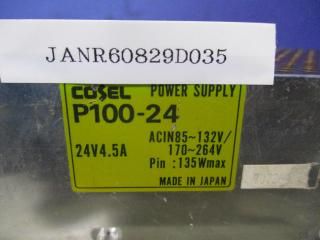 JANR60829D035
COSEL POWER SUPPLY
P100-24
ACIN85~132V/
24V4.5A 170~264V
Pin :135Wmax
MADE IN JAPAN